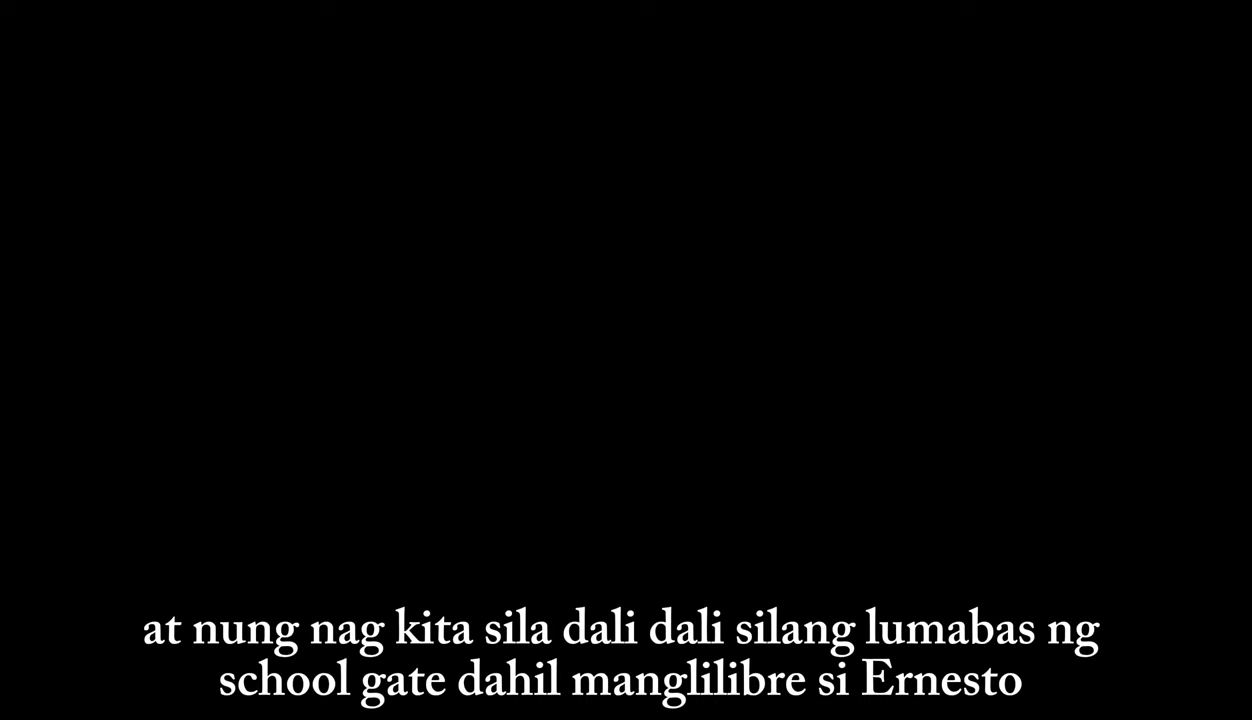 at nung nag kita sila dali dali silang lumabas ng
school gate dahil manglilibre si Ernesto